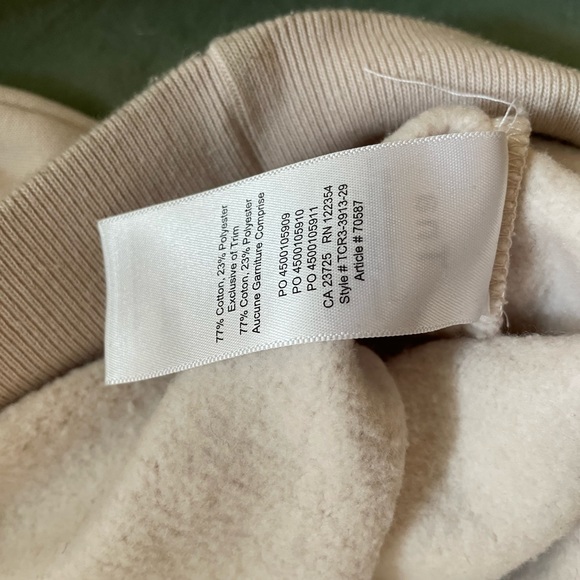 77% Cotton, 23% Polyester
Exclusive of Trim
77% Coton, 23% Polyester
Aucune Garniture Comprise
PO 4500105909
PO 4500105910
PO 4500105911
CA 23725 RN 122354
Style # TCR3-3913-29
Article # 70587